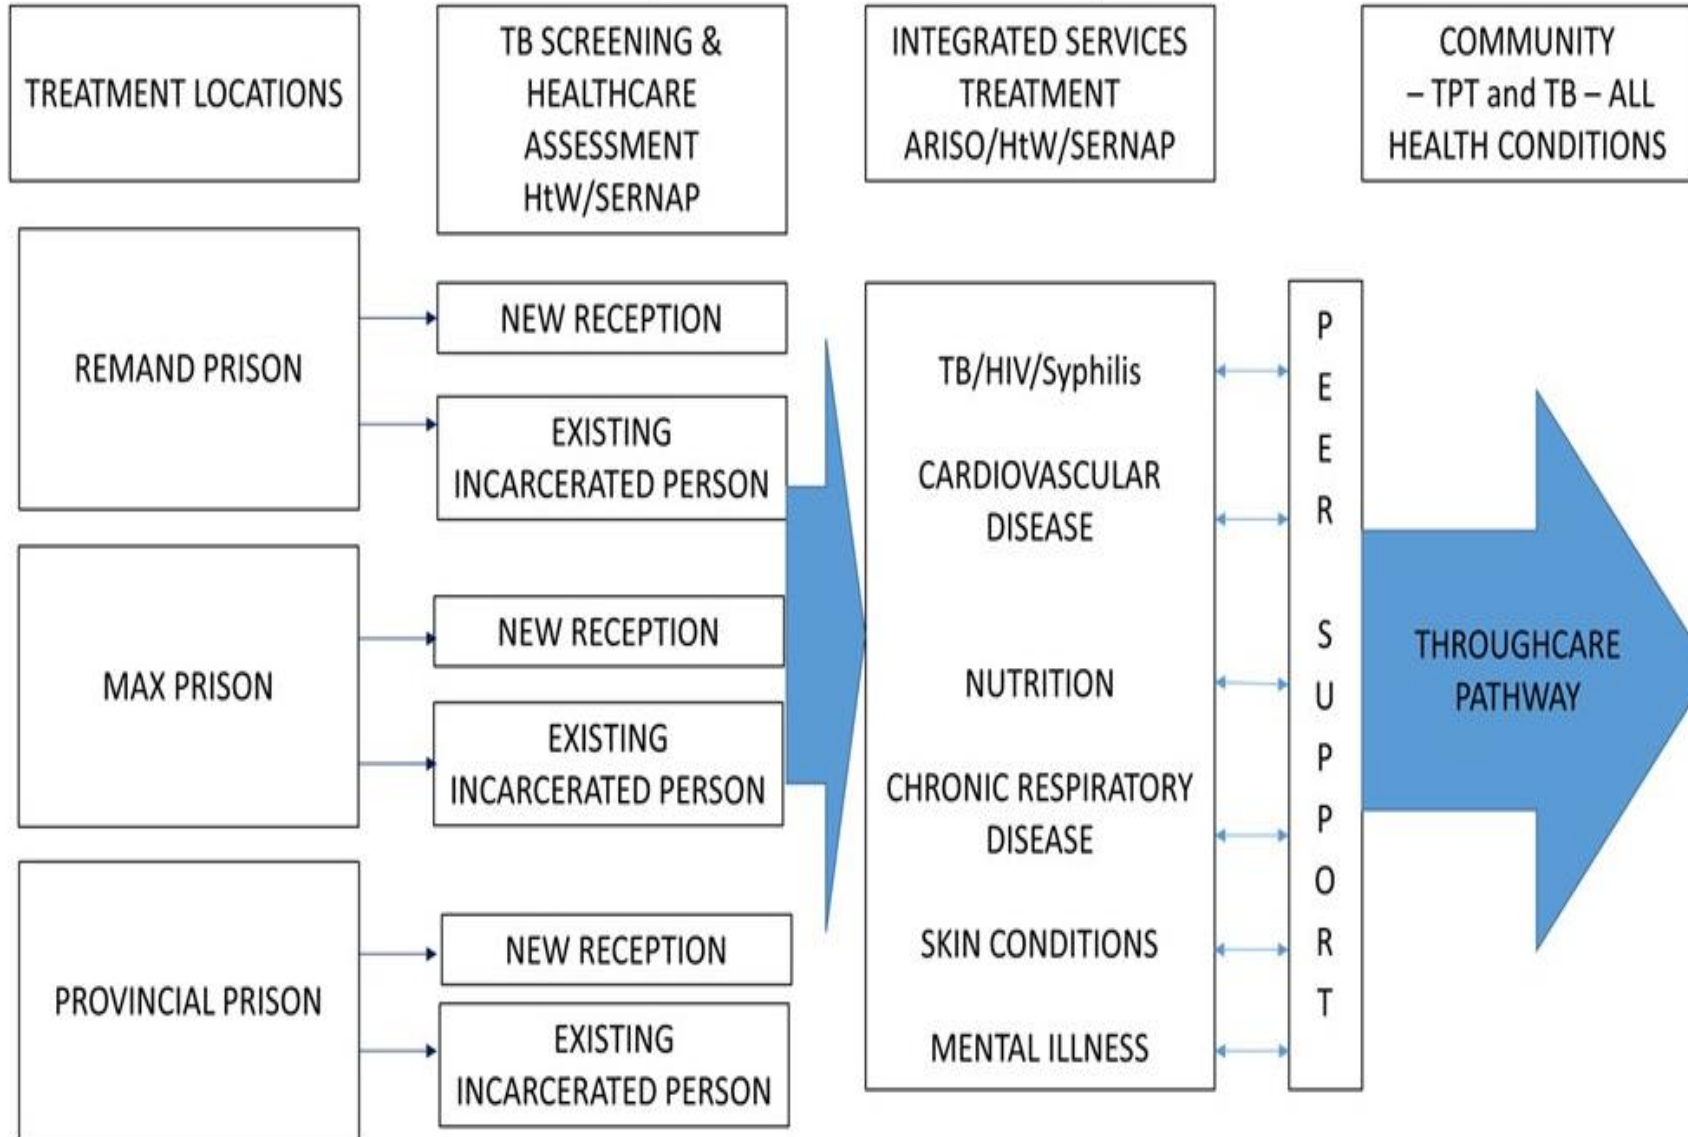 TREATMENT LOCATIONS
TB SCREENING &
HEALTHCARE
ASSESSMENT
HtW/SERNAP
INTEGRATED SERVICES
TREATMENT
ARISO/HtW/SERNAP
COMMUNITY
– TPT and TB – ALL
HEALTH CONDITIONS
REMAND PRISON
NEW RECEPTION
EXISTING
INCARCERATED PERSON
MAX PRISON
NEW RECEPTION
EXISTING
INCARCERATED PERSON
PROVINCIAL PRISON
NEW RECEPTION
EXISTING
INCARCERATED PERSON
TB/HIV/Syphilis
CARDIOVASCULAR
DISEASE
NUTRITION
CHRONIC RESPIRATORY
DISEASE
SKIN CONDITIONS
MENTAL ILLNESS
P
E
E
R
S
U
P
P
O
R
T
THROUGHCARE
PATHWAY